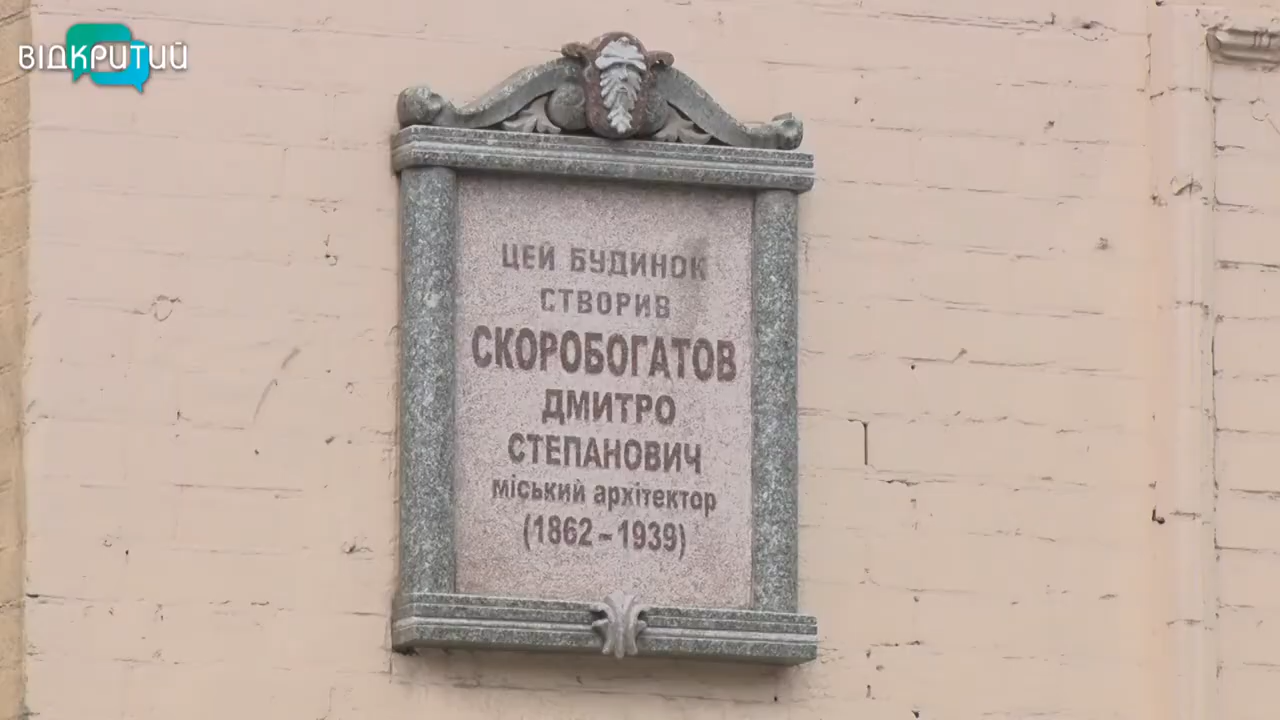 ВІДКРИТИЙ
ЦЕЙ БУДИНОК
СТВОРИВ
СКОРОБОГАТОВ
ДМИТРО
СТЕПАНОВИЧ
міський архітектор
(1862 – 1939)